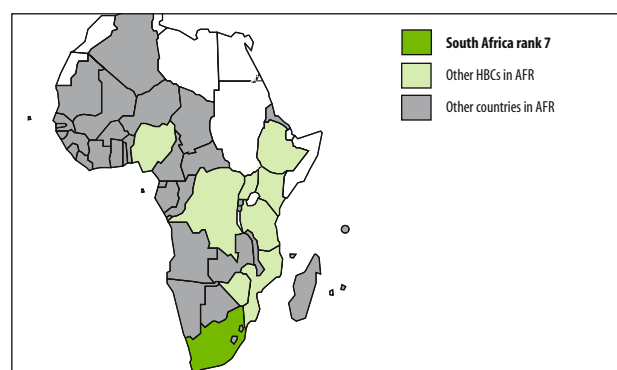 South Africa rank 7
Other HBCs in AFR
Other countries in AFR